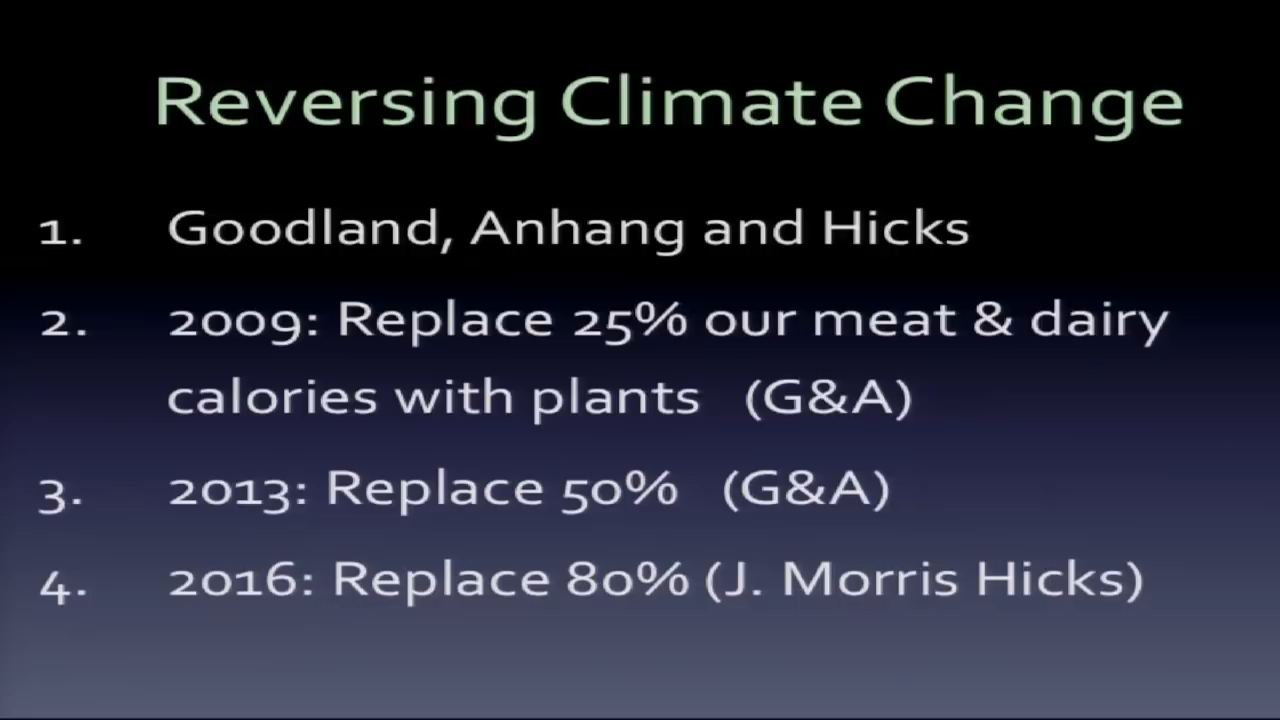 Reversing Climate Change
1. Goodland, Anhang and Hicks
2. 2009: Replace 25% our meat & dairy
calories with plants (G&A)
3. 2013: Replace 50% (G&A)
4. 2016: Replace 80% (J. Morris Hicks)